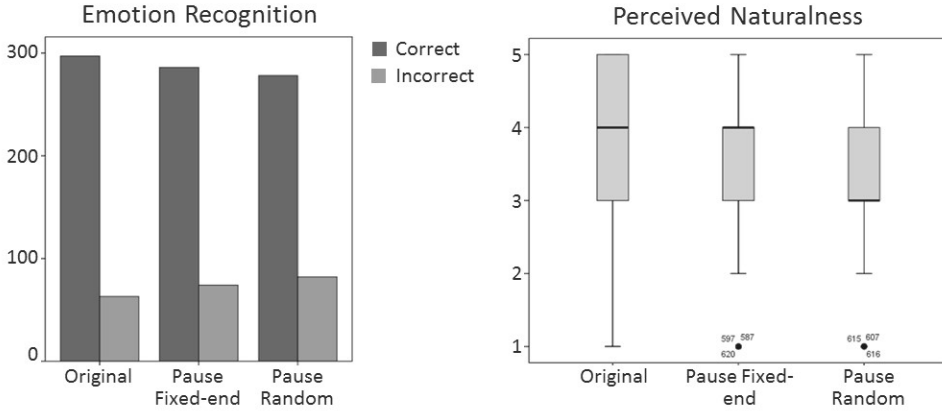 Emotion Recognition
300
200
100
0
Original
Pause
Fixed-end
Pause
Random
Correct
Incorrect
Perceived Naturalness
5
4
3
2
1
597 587
620
615 607
616
Original
Pause Fixed-
end
Pause
Random